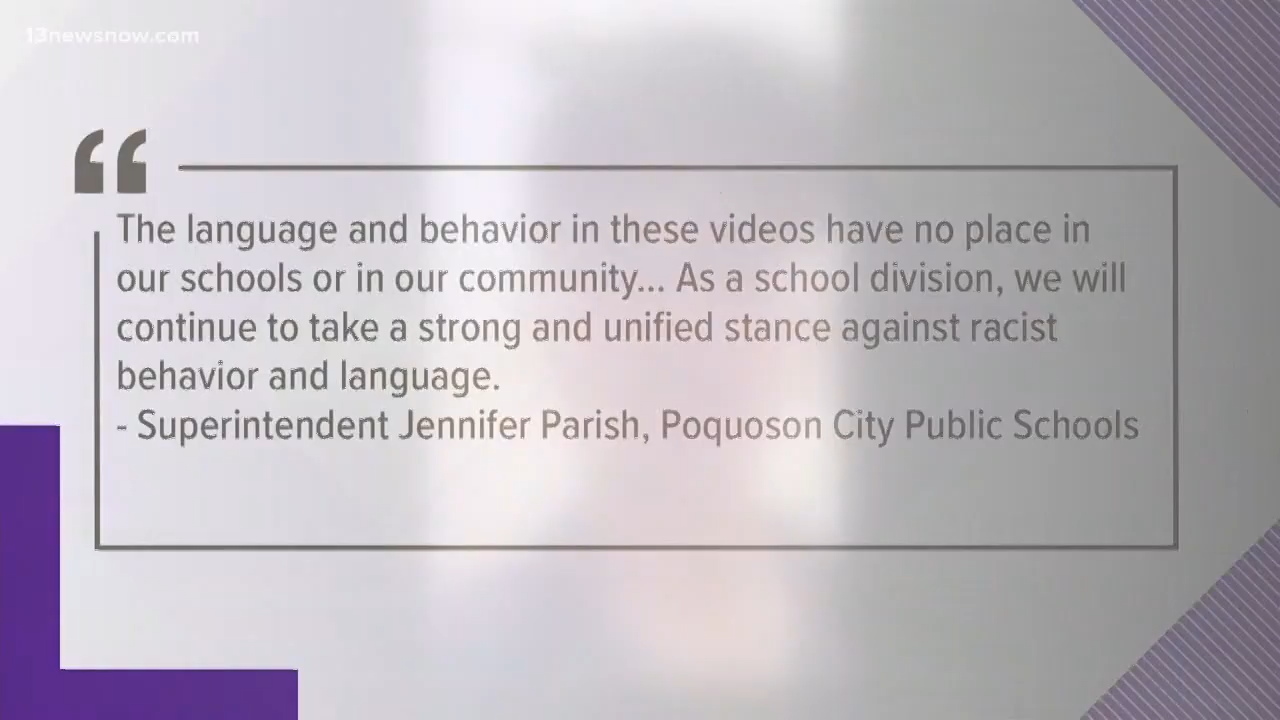 13newsnow.com
“
The language and behavior in these videos have no place in
our schools or in our community... As a school division, we will
continue to take a strong and unified stance against racist
behavior and language.
- Superintendent Jennifer Parish, Poquoson City Public Schools